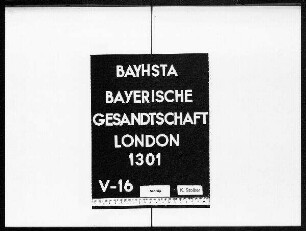 BAYHSTA
BAYERISCHE
GESANDTSCHAFT
LONDON
1301
V-16
K. Stoiber